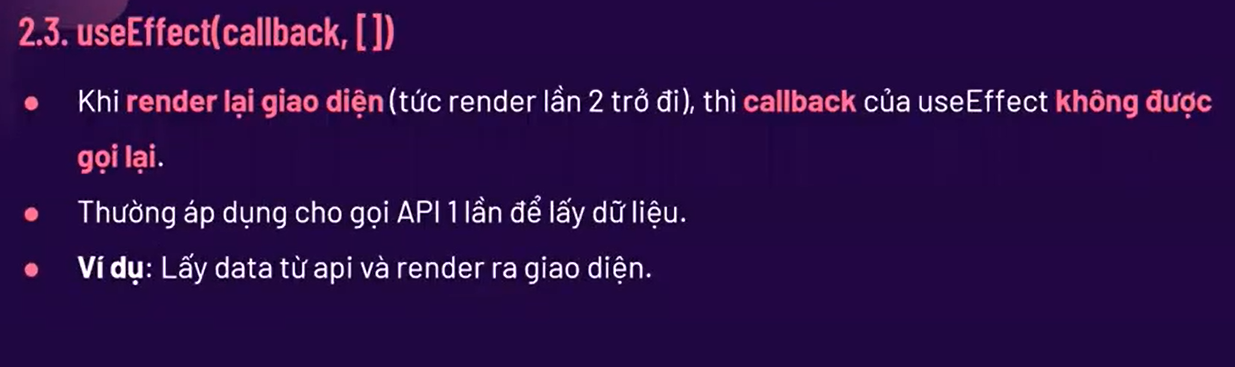 2.3. useEffect(callback, [ ])
● Khi render lại giao diện (tức render lần 2 trở đi), thì callback của useEffect không được
gọi lại.
● Thường áp dụng cho gọi API 1 lần để lấy dữ liệu.
● Ví dụ: Lấy data từ api và render ra giao diện.